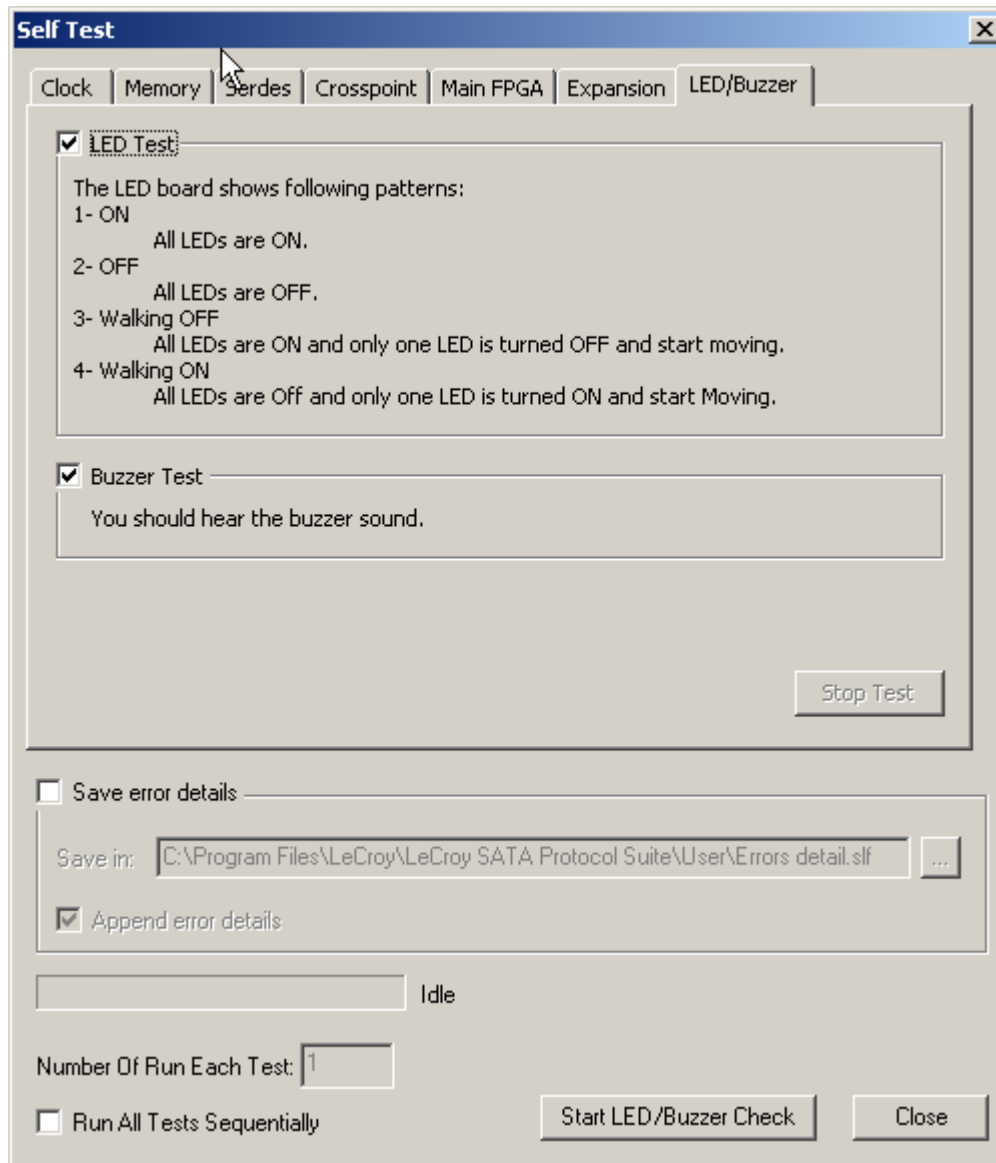 Self Test
Clock Memory Serdes Crosspoint Main FPGA Expansion LED/Buzzer
LED Test
The LED board shows following patterns:
1- ON
All LEDs are ON.
2- OFF
All LEDs are OFF.
3- Walking OFF
All LEDs are ON and only one LED is turned OFF and start moving.
4- Walking ON
All LEDs are Off and only one LED is turned ON and start Moving.
Buzzer Test
You should hear the buzzer sound.
Stop Test
Save error details
Save in: C:\Program Files\LeCroy\LeCroy SATA Protocol Suite\User\Errors detail.slf ...
Append error details
Idle
Number Of Run Each Test: 1
Run All Tests Sequentially Start LED/Buzzer Check Close